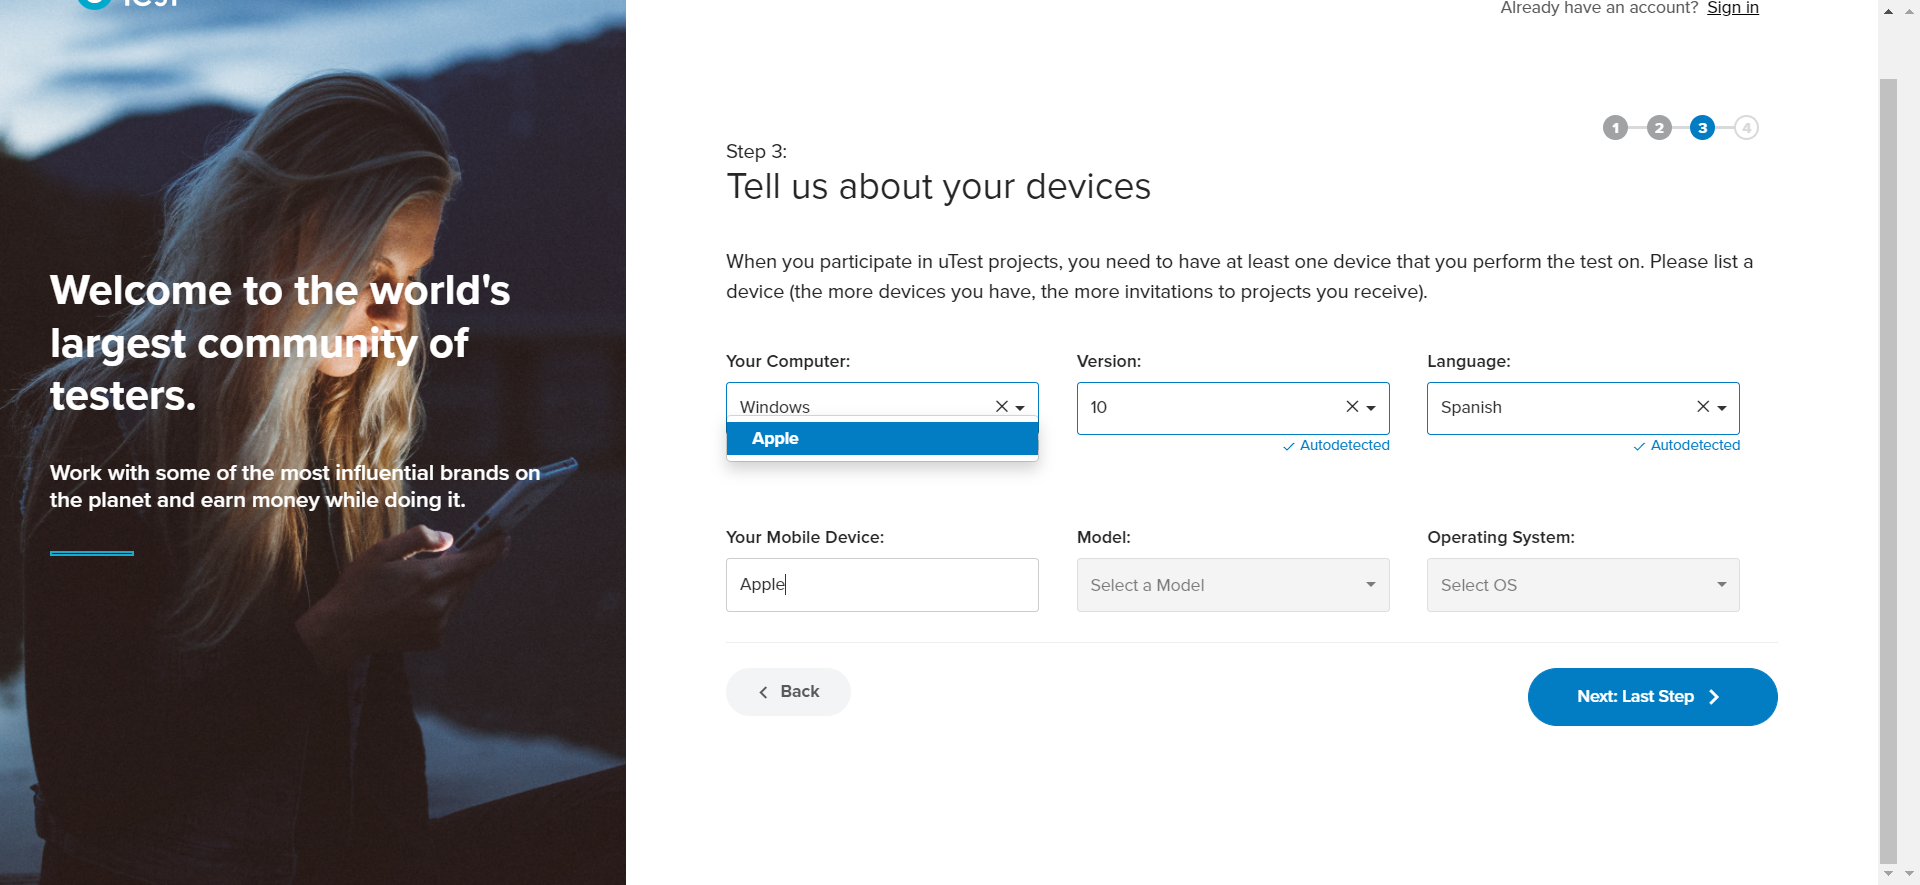 Already have an account? Sign in
1 2 3 4
Step 3:
Tell us about your devices
Welcome to the world's
largest community of
testers.
Work with some of the most influential brands on
the planet and earn money while doing it.
When you participate in uTest projects, you need to have at least one device that you perform the test on. Please list a
device (the more devices you have, the more invitations to projects you receive).
Your Computer: Version: Language:
Windows 10 Spanish
Apple
Autodetected Autodetected
Your Mobile Device: Model: Operating System:
Apple Select a Model Select OS
Back Next: Last Step